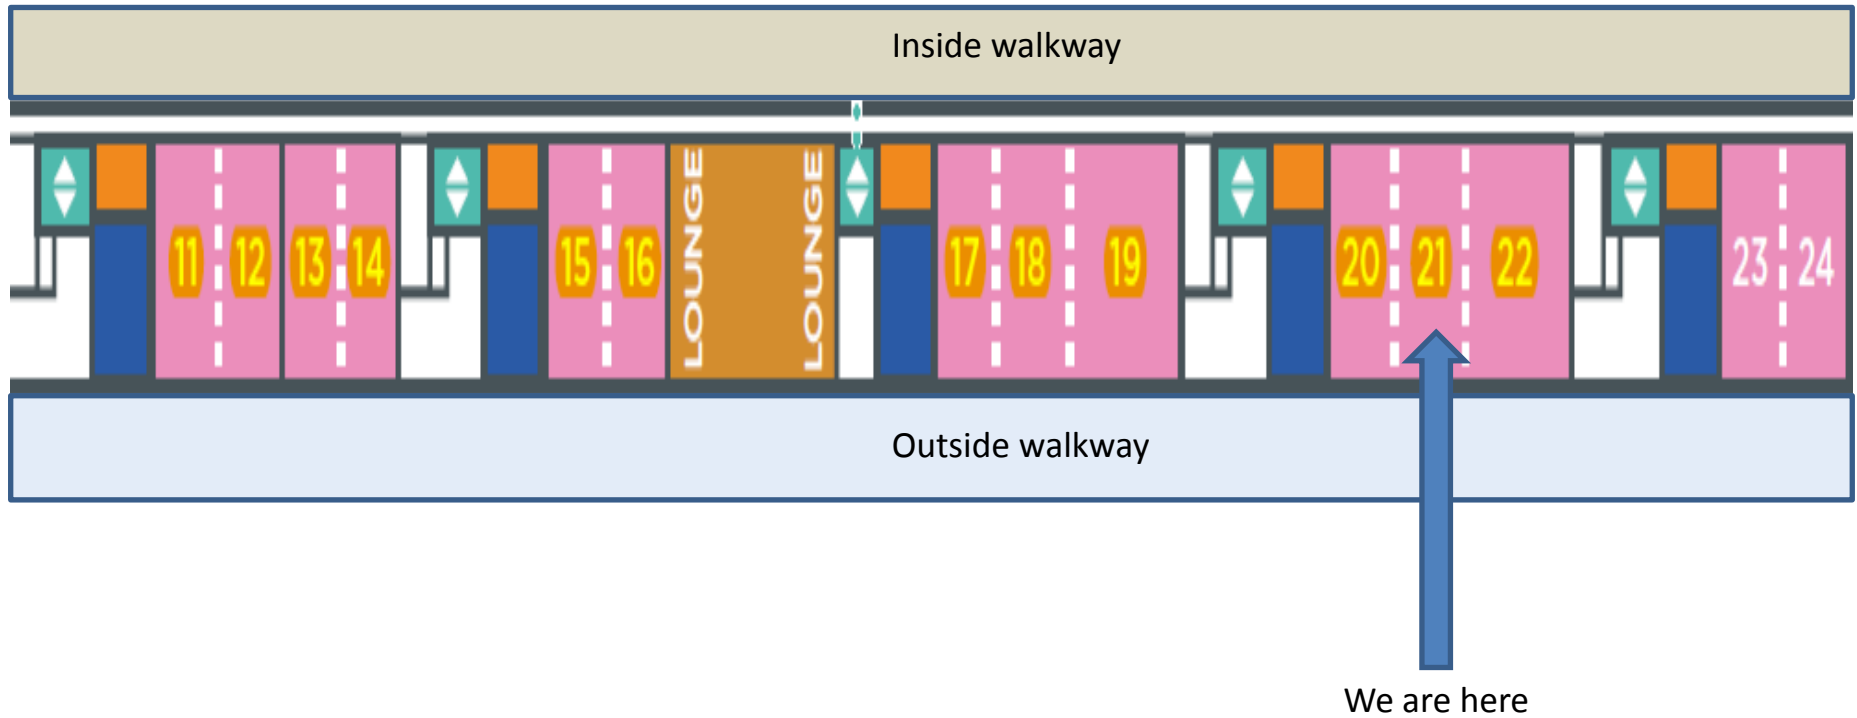 Inside walkway
11 12 13 14 15 16 LOUNGE LOUNGE 17 18 19 20 21 22 23 24
Outside walkway
We are here